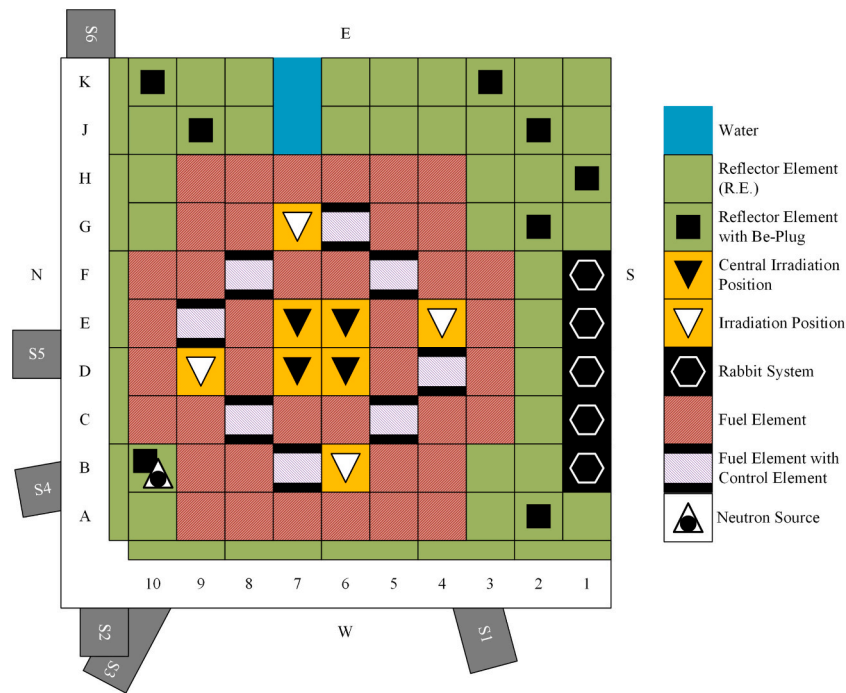 S6
E
K
J
H
G
N
F
S
E
S5
D
C
S4
B
A
10 9 8 7 6 5 4 3 2 1
S2
S3
W
S1
Water
Reflector Element
(R.E.)
Reflector Element
with Be-Plug
Central Irradiation
Position
Irradiation Position
Rabbit System
Fuel Element
Fuel Element with
Control Element
Neutron Source